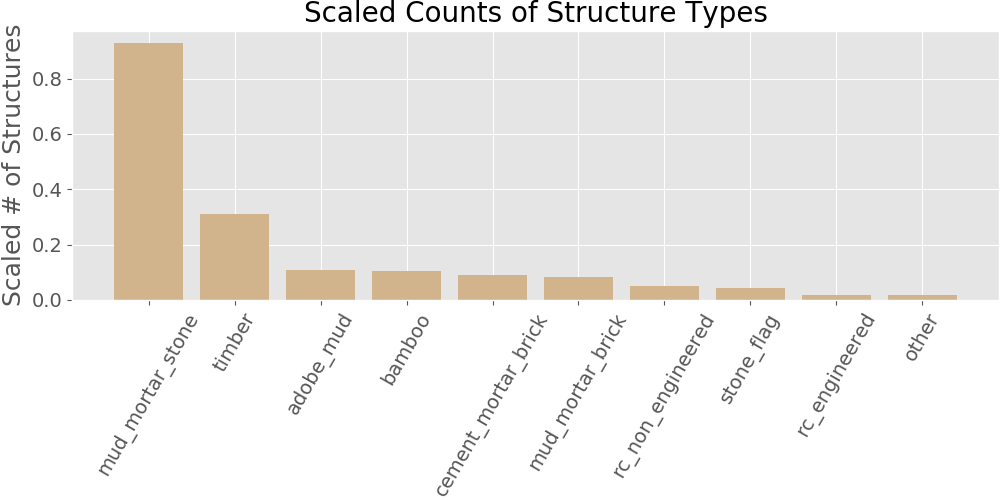 Scaled Counts of Structure Types
Scaled # of Structures
0.8
0.6
0.4
0.2
0.0
mud_mortar_stone
timber
adobe_mud
bamboo
cement_mortar_brick
mud_mortar_brick
rc_non_engineered
stone_flag
rc_engineered
other